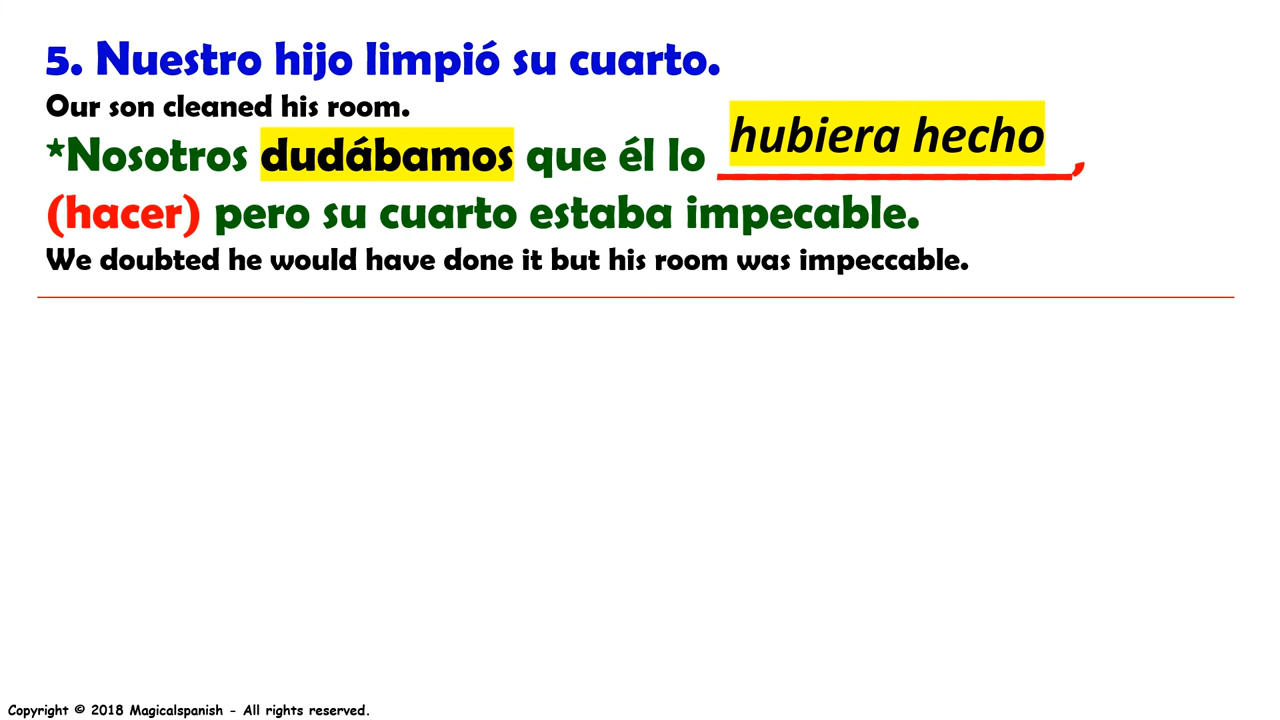 5. Nuestro hijo limpió su cuarto.
Our son cleaned his room.
*Nosotros dudábamos que él lo hubiera hecho,
(hacer) pero su cuarto estaba impecable.
We doubted he would have done it but his room was impeccable.
Copyright © 2018 Magicalspanish - All rights reserved.